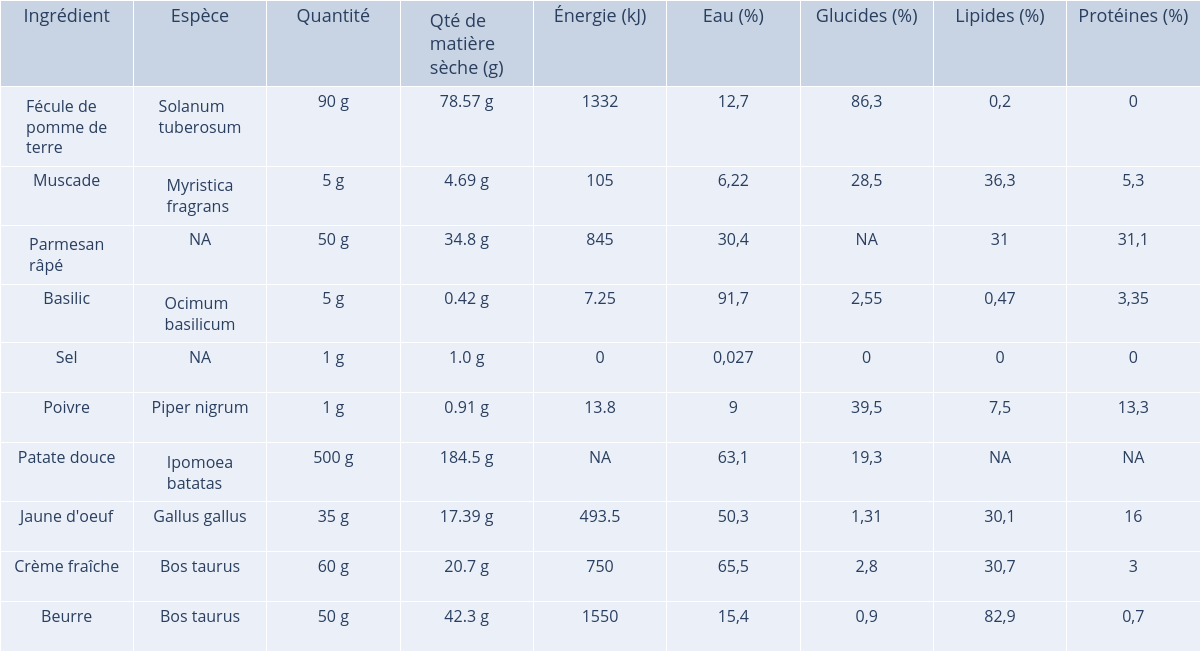 Ingrédient Espèce Quantité Qté de matière sèche (g) Énergie (kJ) Eau (%) Glucides (%) Lipides (%) Protéines (%)
Fécule de pomme de terre Solanum tuberosum 90 g 78.57 g 1332 12,7 86,3 0,2 0
Muscade Myristica fragrans 5 g 4.69 g 105 6,22 28,5 36,3 5,3
Parmesan râpé NA 50 g 34.8 g 845 30,4 NA 31 31,1
Basilic Ocimum basilicum 5 g 0.42 g 7.25 91,7 2,55 0,47 3,35
Sel NA 1 g 1.0 g 0 0,027 0 0 0
Poivre Piper nigrum 1 g 0.91 g 13.8 9 39,5 7,5 13,3
Patate douce Ipomoea batatas 500 g 184.5 g NA 63,1 19,3 NA NA
Jaune d'oeuf Gallus gallus 35 g 17.39 g 493.5 50,3 1,31 30,1 16
Crème fraîche Bos taurus 60 g 20.7 g 750 65,5 2,8 30,7 3
Beurre Bos taurus 50 g 42.3 g 1550 15,4 0,9 82,9 0,7